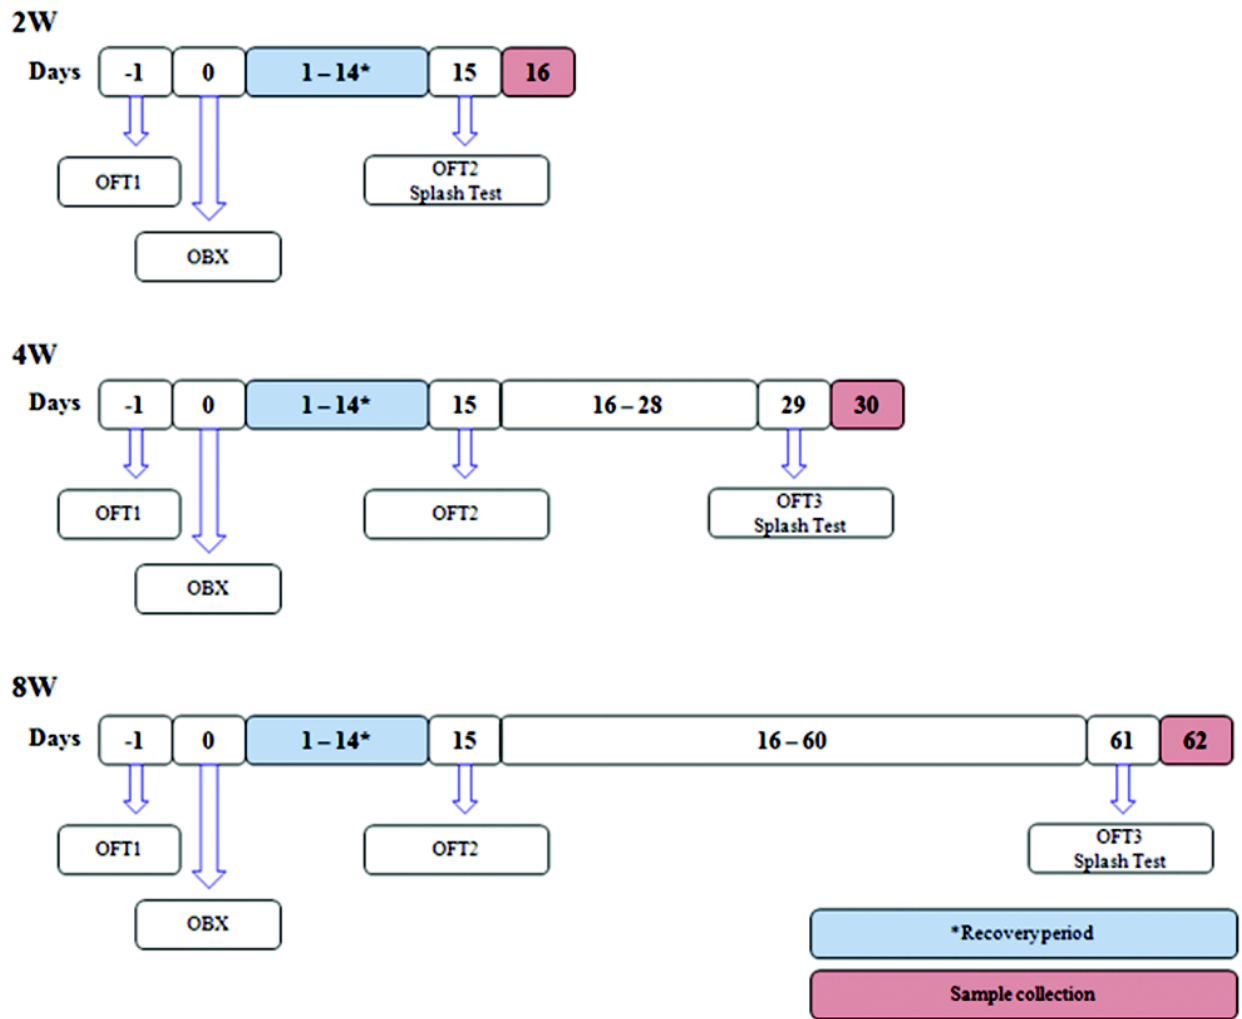 2W
Days -1 0 1 – 14* 15 16
OFT1
OFT2
Splash Test
OBX
4W
Days -1 0 1 – 14* 15 16 – 28 29 30
OFT1
OFT2
OFT3
Splash Test
OBX
8W
Days -1 0 1 – 14* 15 16 – 60 61 62
OFT1
OFT2
OFT3
Splash Test
OBX
*Recovery period
Sample collection